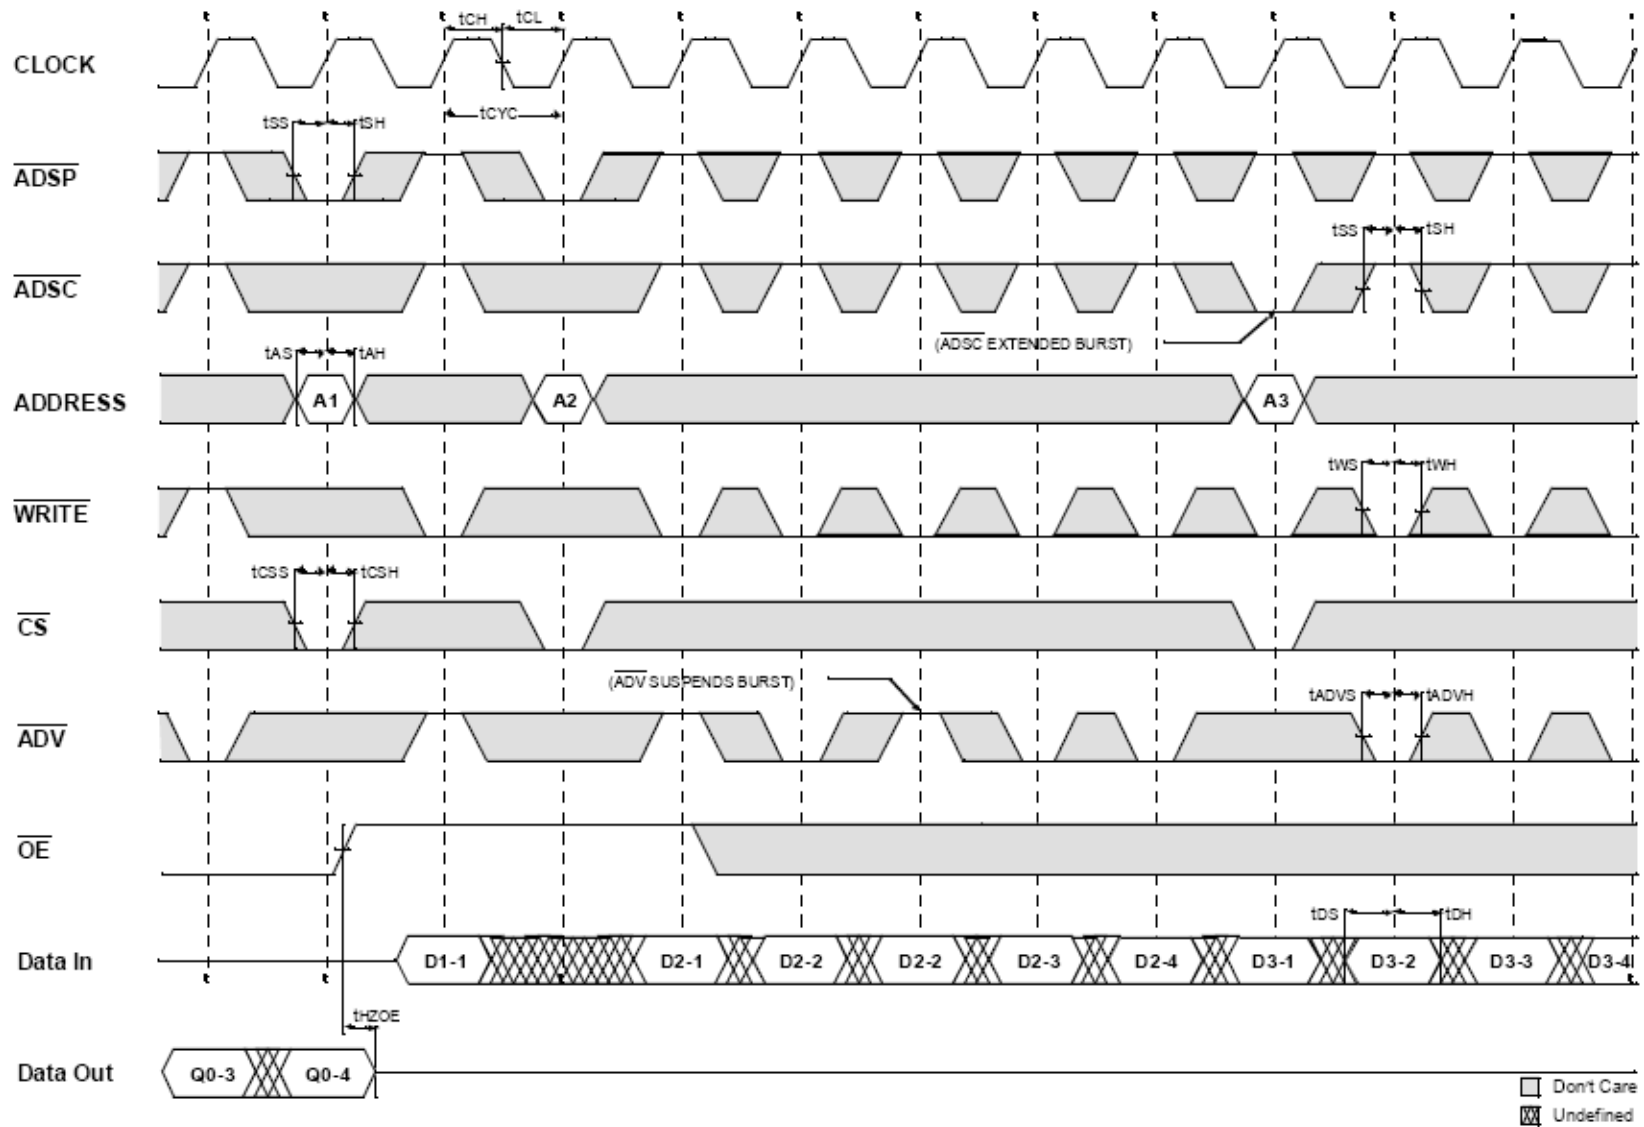 tCH tCL
CLOCK
tCYC
tSS tSH
ADSP
tSS tSH
ADSC
(ADSC EXTENDED BURST)
tAS tAH
ADDRESS A1 A2 A3
tWS tWH
WRITE
tCSS tCSH
CS
(ADV SUSPENDS BURST)
tADVS tADVH
ADV
OE
tDS tDH
Data In D1-1 D2-1 D2-2 D2-2 D2-3 D2-4 D3-1 D3-2 D3-3 D3-4
tHZOE
Data Out Q0-3 Q0-4
Don't Care
Undefined